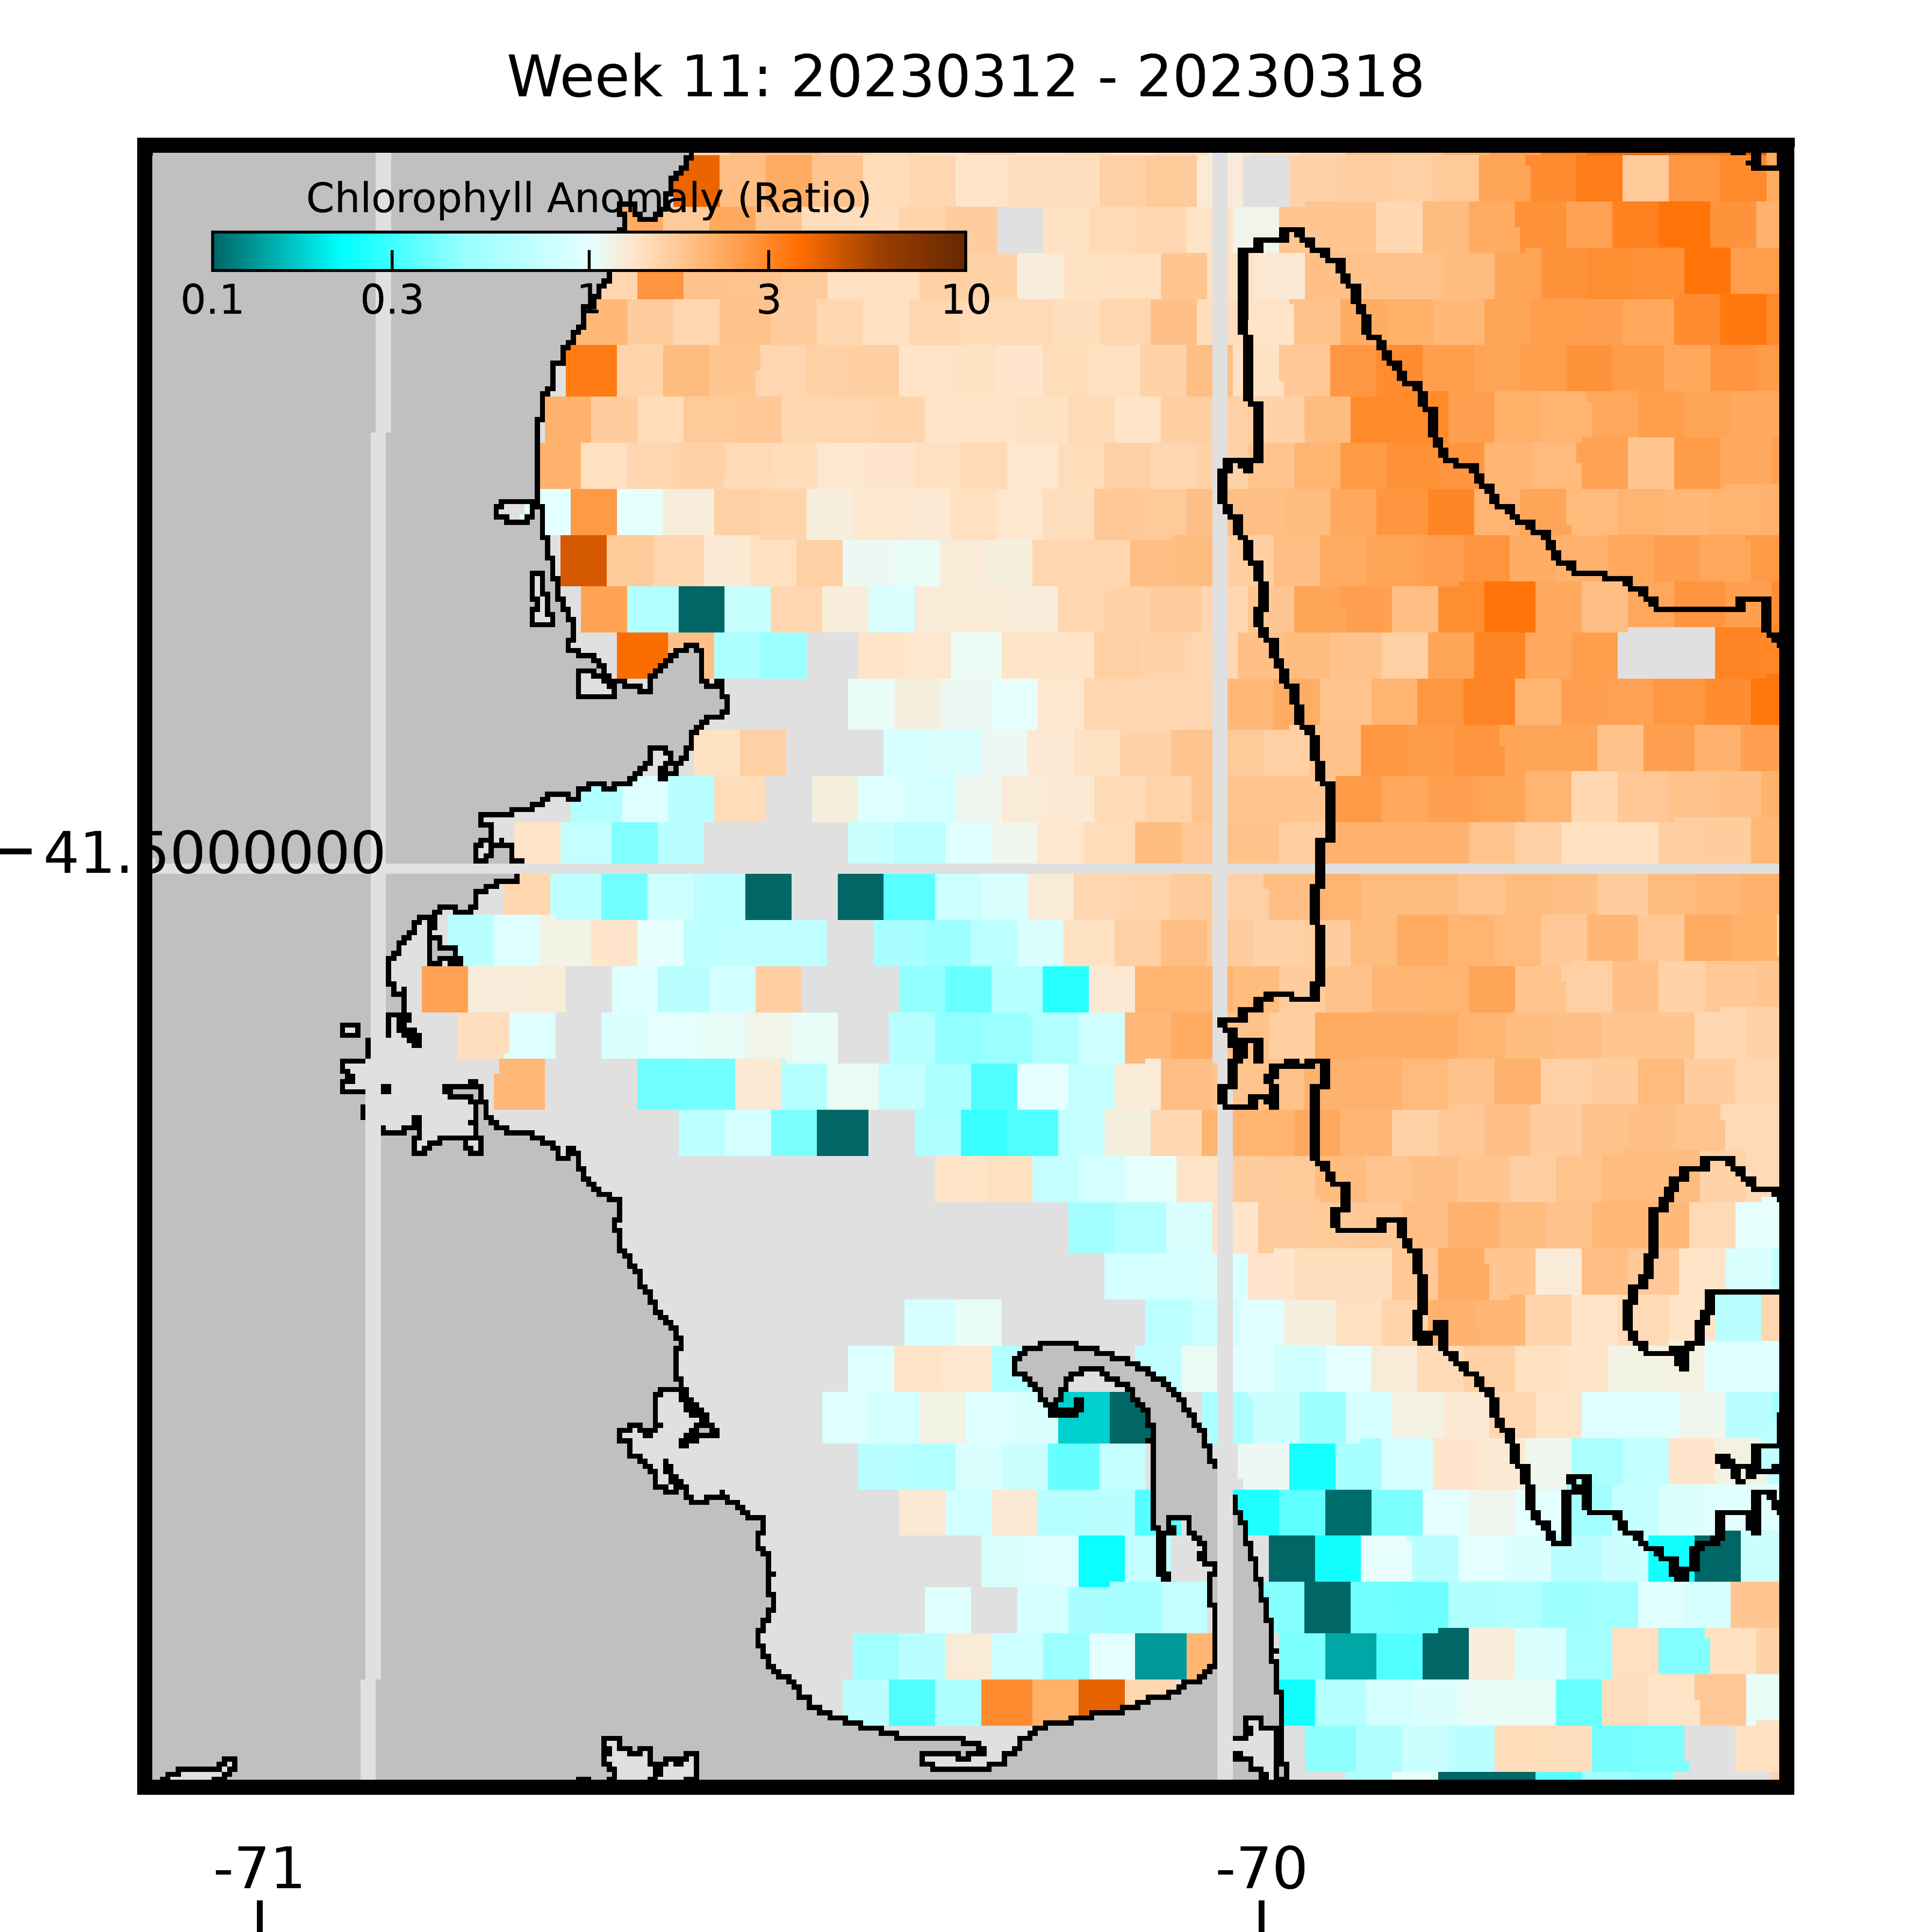 Week 11: 20230312 - 20230318
Chlorophyll Anomaly (Ratio)
0.1 0.3 1 3 10
−41.5000000
-71 -70